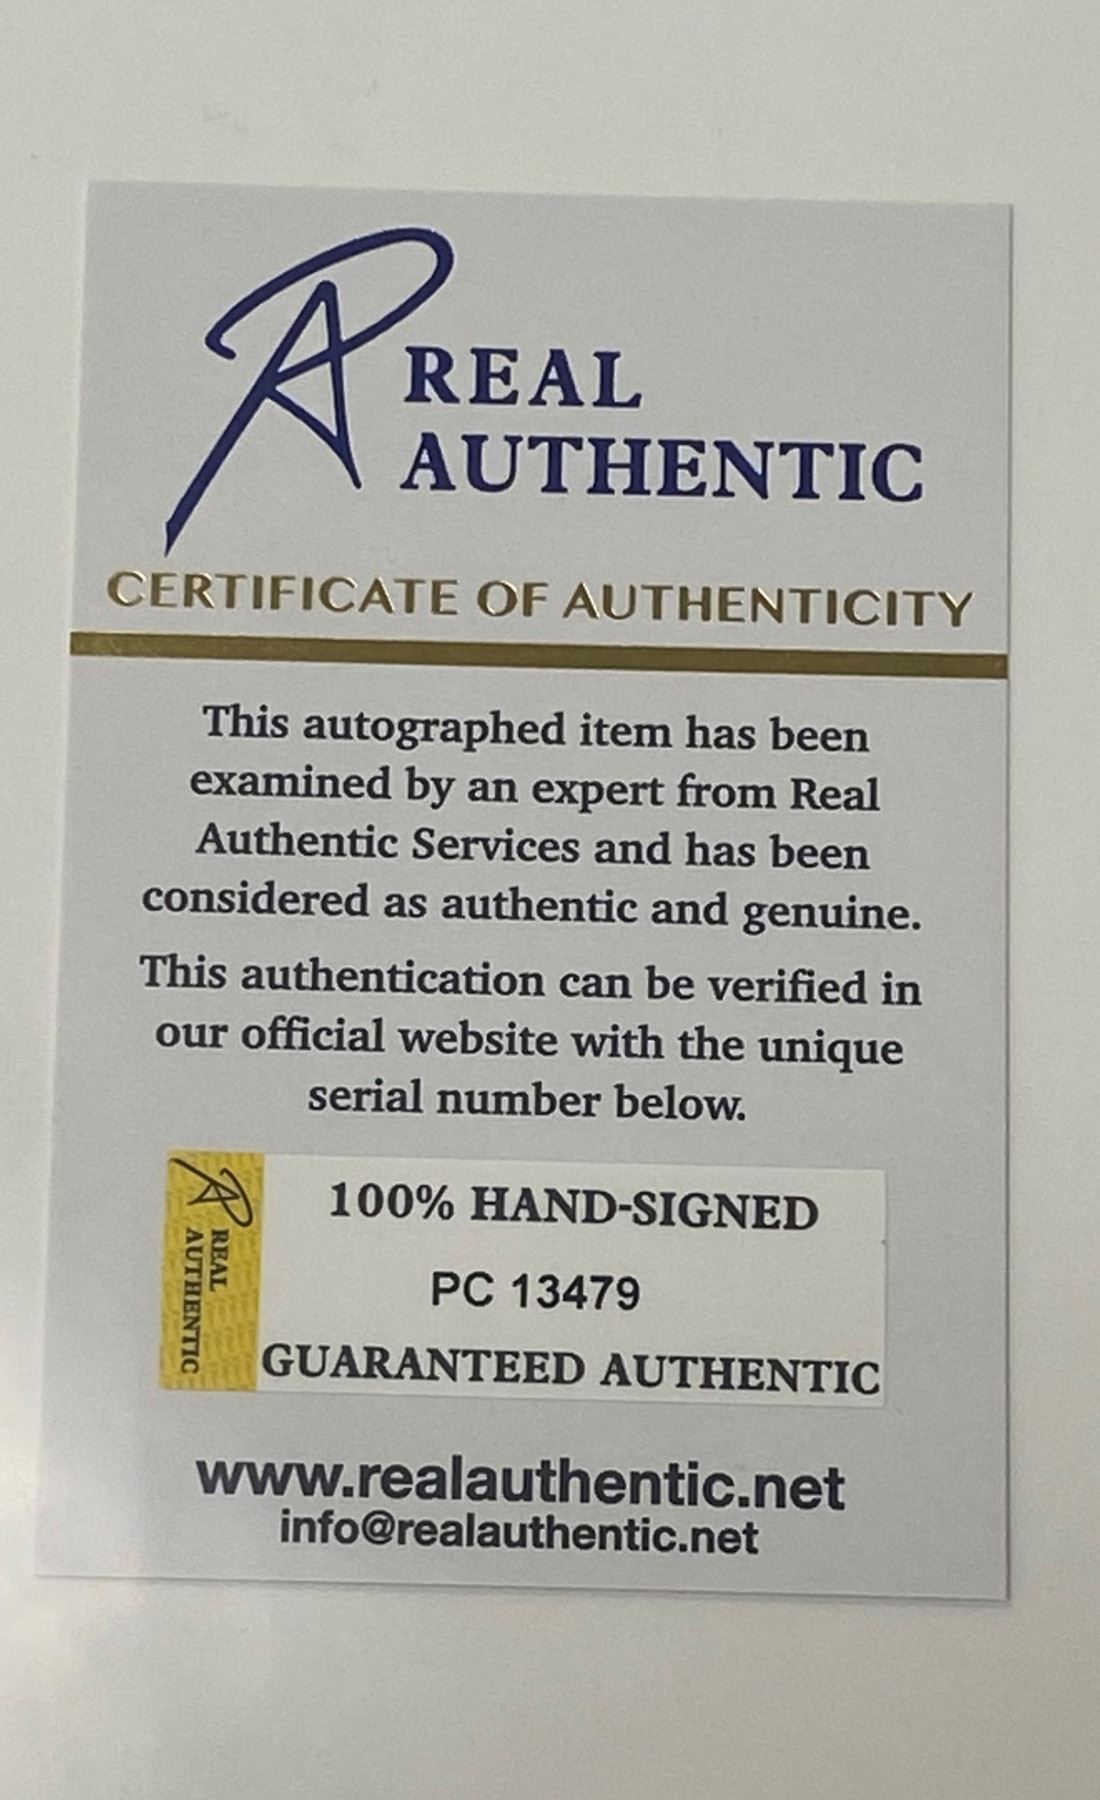 REAL
AUTHENTIC
CERTIFICATE OF AUTHENTICITY
This autographed item has been
examined by an expert from Real
Authentic Services and has been
considered as authentic and genuine.
This authentication can be verified in
our official website with the unique
serial number below.
REAL
AUTHENTIC
100% HAND-SIGNED
PC 13479
GUARANTEED AUTHENTIC
www.realauthentic.net
info@realauthentic.net